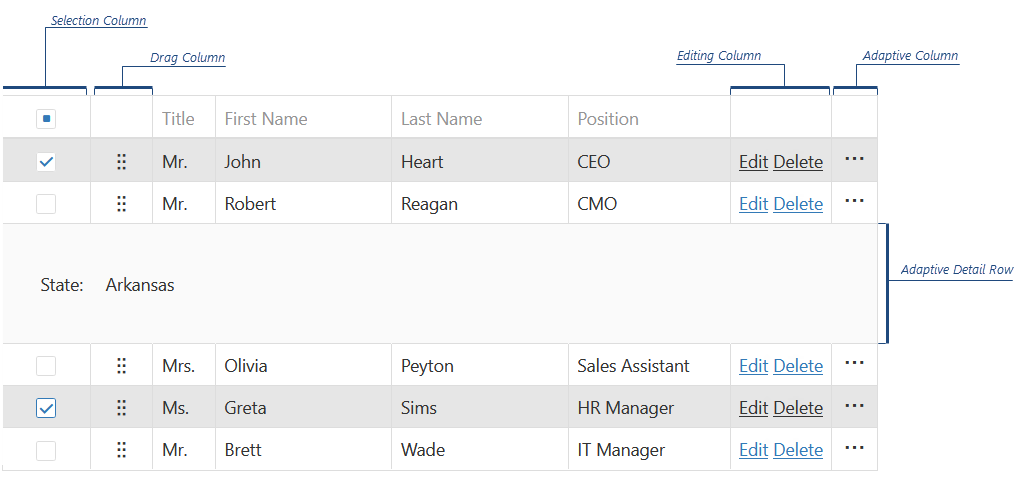 Selection Column
Drag Column
Editing Column
Adaptive Column
Title First Name Last Name Position
Mr. John Heart CEO Edit Delete ...
Mr. Robert Reagan CMO Edit Delete ...
State: Arkansas
Adaptive Detail Row
Mrs. Olivia Peyton Sales Assistant Edit Delete ...
Ms. Greta Sims HR Manager Edit Delete ...
Mr. Brett Wade IT Manager Edit Delete ...